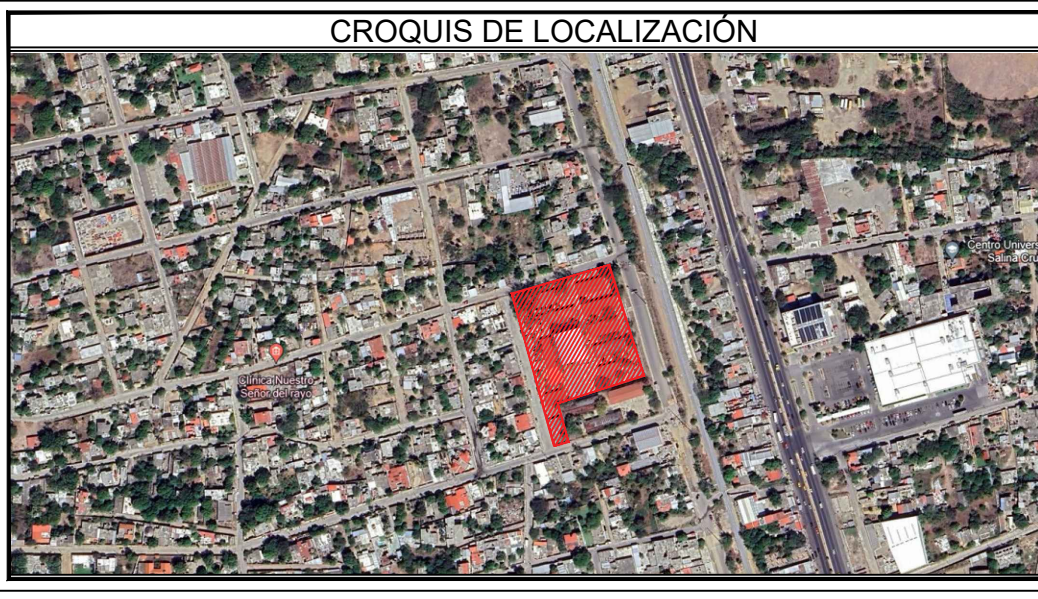 CROQUIS DE LOCALIZACIÓN
Centro Univers
Salina Cru
Clínica Nuestro
Señor del rayo